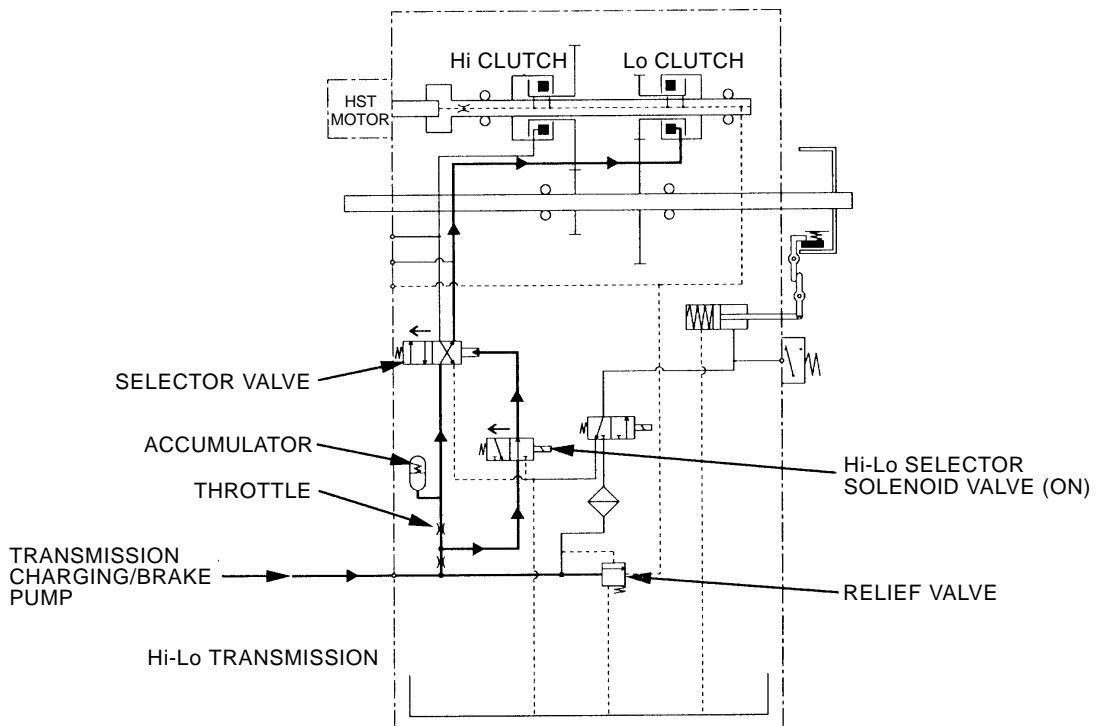 Hi CLUTCH
Lo CLUTCH
HST
MOTOR
SELECTOR VALVE
ACCUMULATOR
THROTTLE
Hi-Lo SELECTOR
SOLENOID VALVE (ON)
TRANSMISSION
CHARGING/BRAKE
PUMP
RELIEF VALVE
Hi-Lo TRANSMISSION